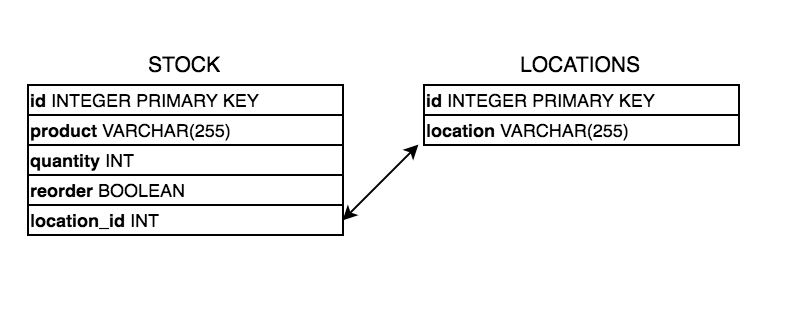 STOCK
id INTEGER PRIMARY KEY
product VARCHAR(255)
quantity INT
reorder BOOLEAN
location_id INT
LOCATIONS
id INTEGER PRIMARY KEY
location VARCHAR(255)